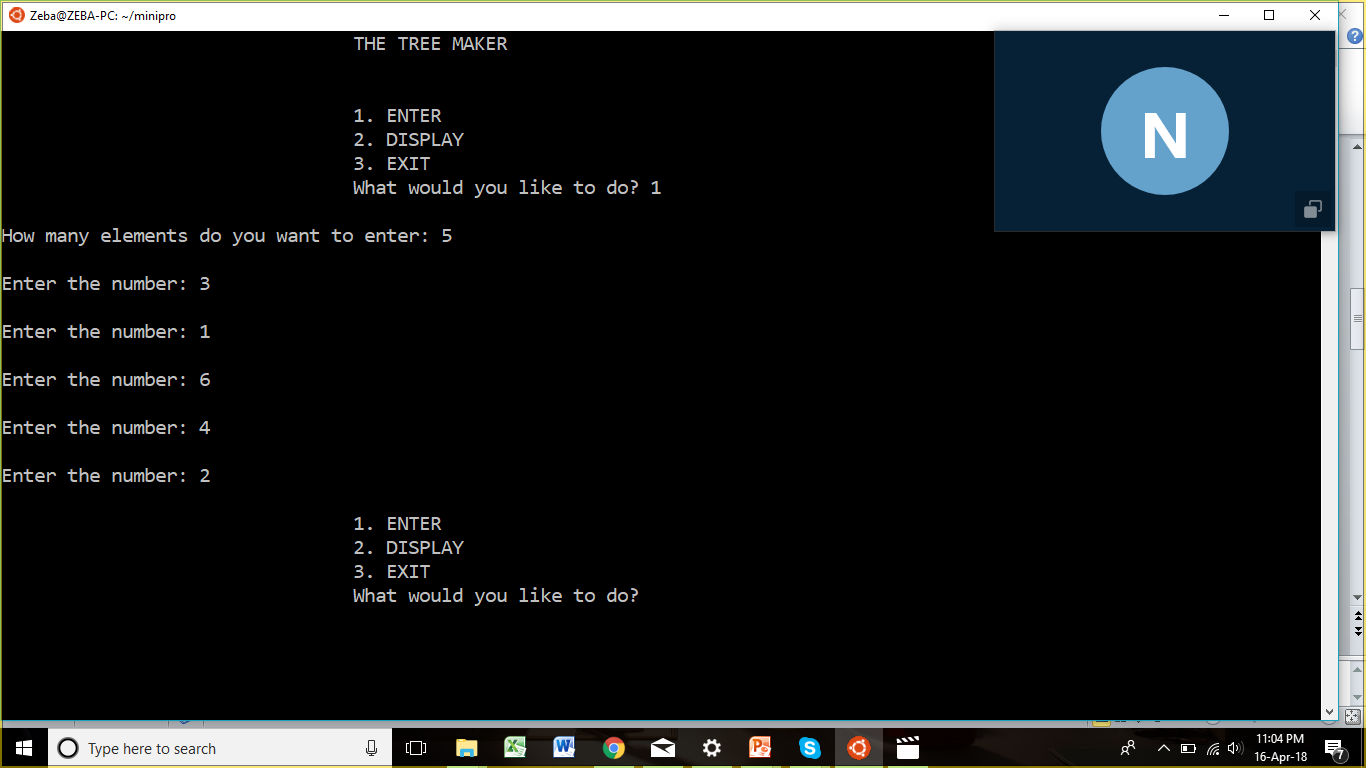 Zeba@ZEBA-PC: ~/minipro
THE TREE MAKER
N
1. ENTER
2. DISPLAY
3. EXIT
What would you like to do? 1
How many elements do you want to enter: 5
Enter the number: 3
Enter the number: 1
Enter the number: 6
Enter the number: 4
Enter the number: 2
1. ENTER
2. DISPLAY
3. EXIT
What would you like to do?
Type here to search
11:04 PM
16-Apr-18
7